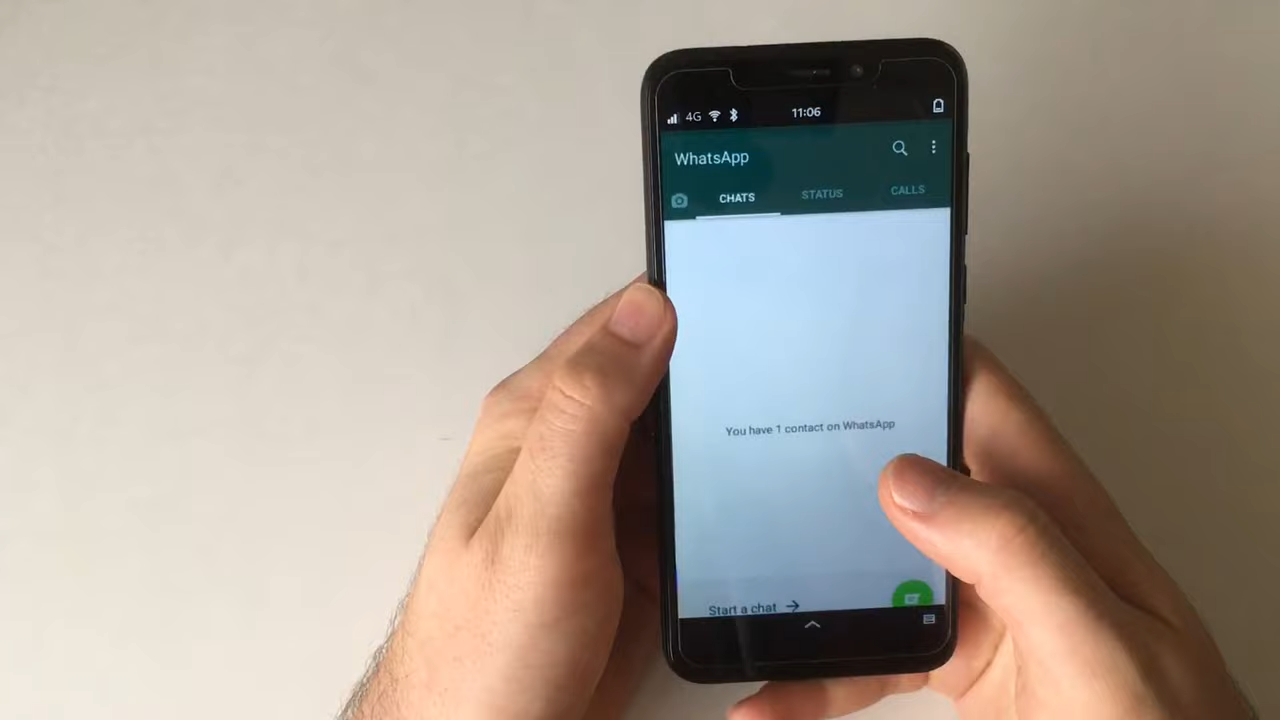 4G 11:06
WhatsApp
CHATS STATUS CALLS
You have 1 contact on WhatsApp
Start a chat